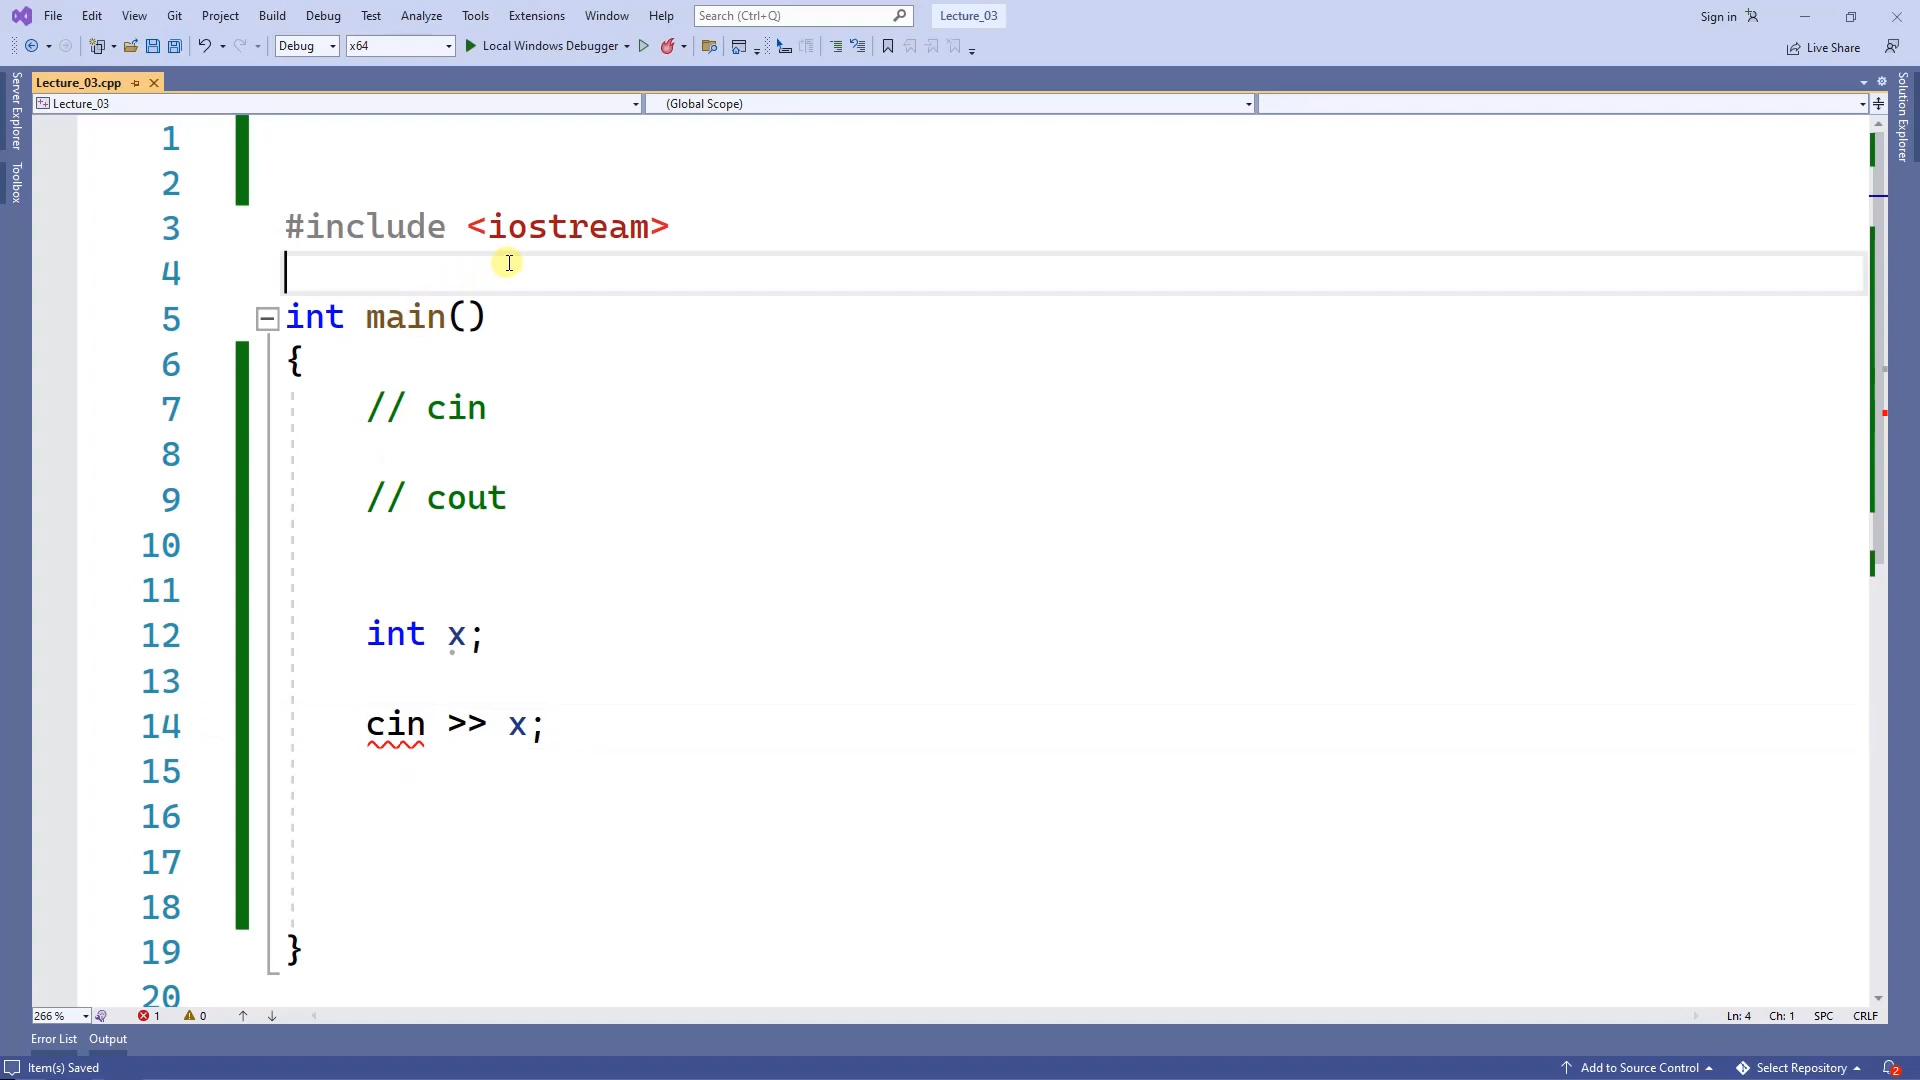 File Edit View Git Project Build Debug Test Analyze Tools Extensions Window Help Search (Ctrl+Q) Lecture_03 Sign in
Debug x64 Local Windows Debugger Live Share
Lecture_03.cpp
Lecture_03 (Global Scope)
Server Explorer
Toolbox
Solution Explorer
1
2
3 #include <iostream>
4
5 int main()
6 {
7 // cin
8
9 // cout
10
11
12 int x;
13
14 cin >> x;
15
16
17
18
19 }
20
266 % 1 0 Ln: 4 Ch: 1 SPC CRLF
Error List Output
Item(s) Saved Add to Source Control Select Repository 2